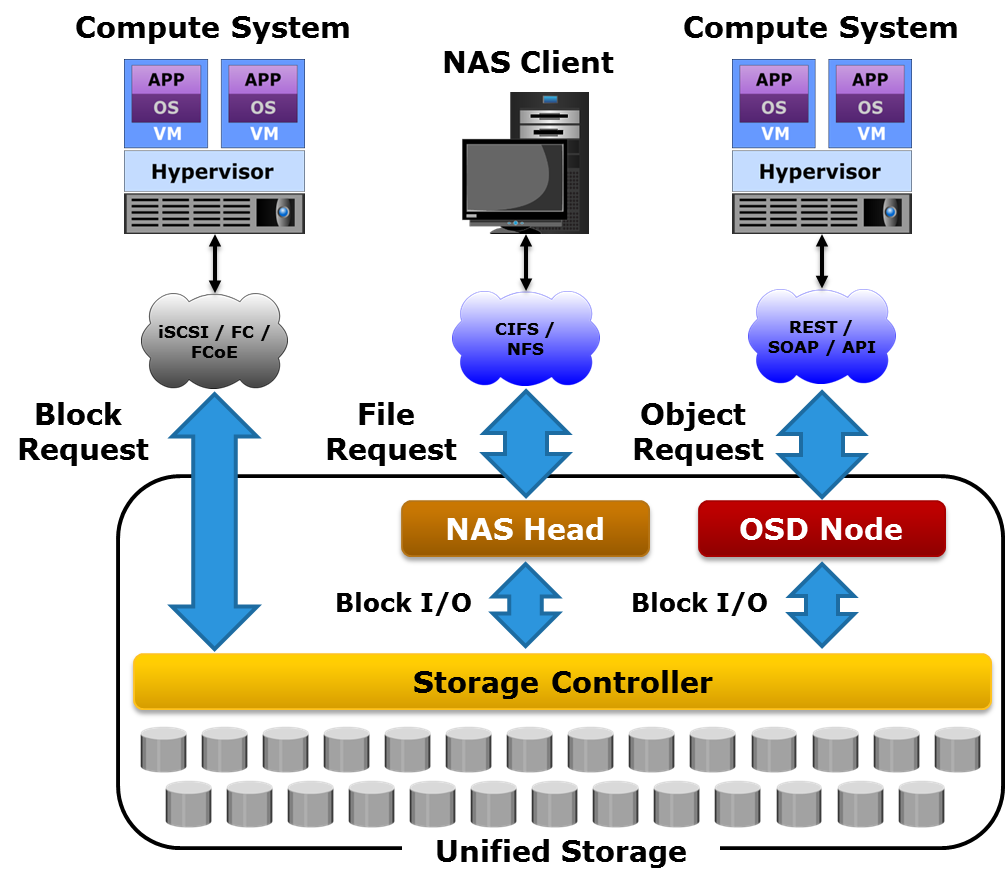 Compute System
NAS Client
Compute System
APP
OS
VM
APP
OS
VM
Hypervisor
APP
OS
VM
APP
OS
VM
Hypervisor
iSCSI / FC /
FCoE
CIFS /
NFS
REST /
SOAP / API
Block
Request
File
Request
Object
Request
NAS Head
OSD Node
Block I/O
Block I/O
Storage Controller
Unified Storage